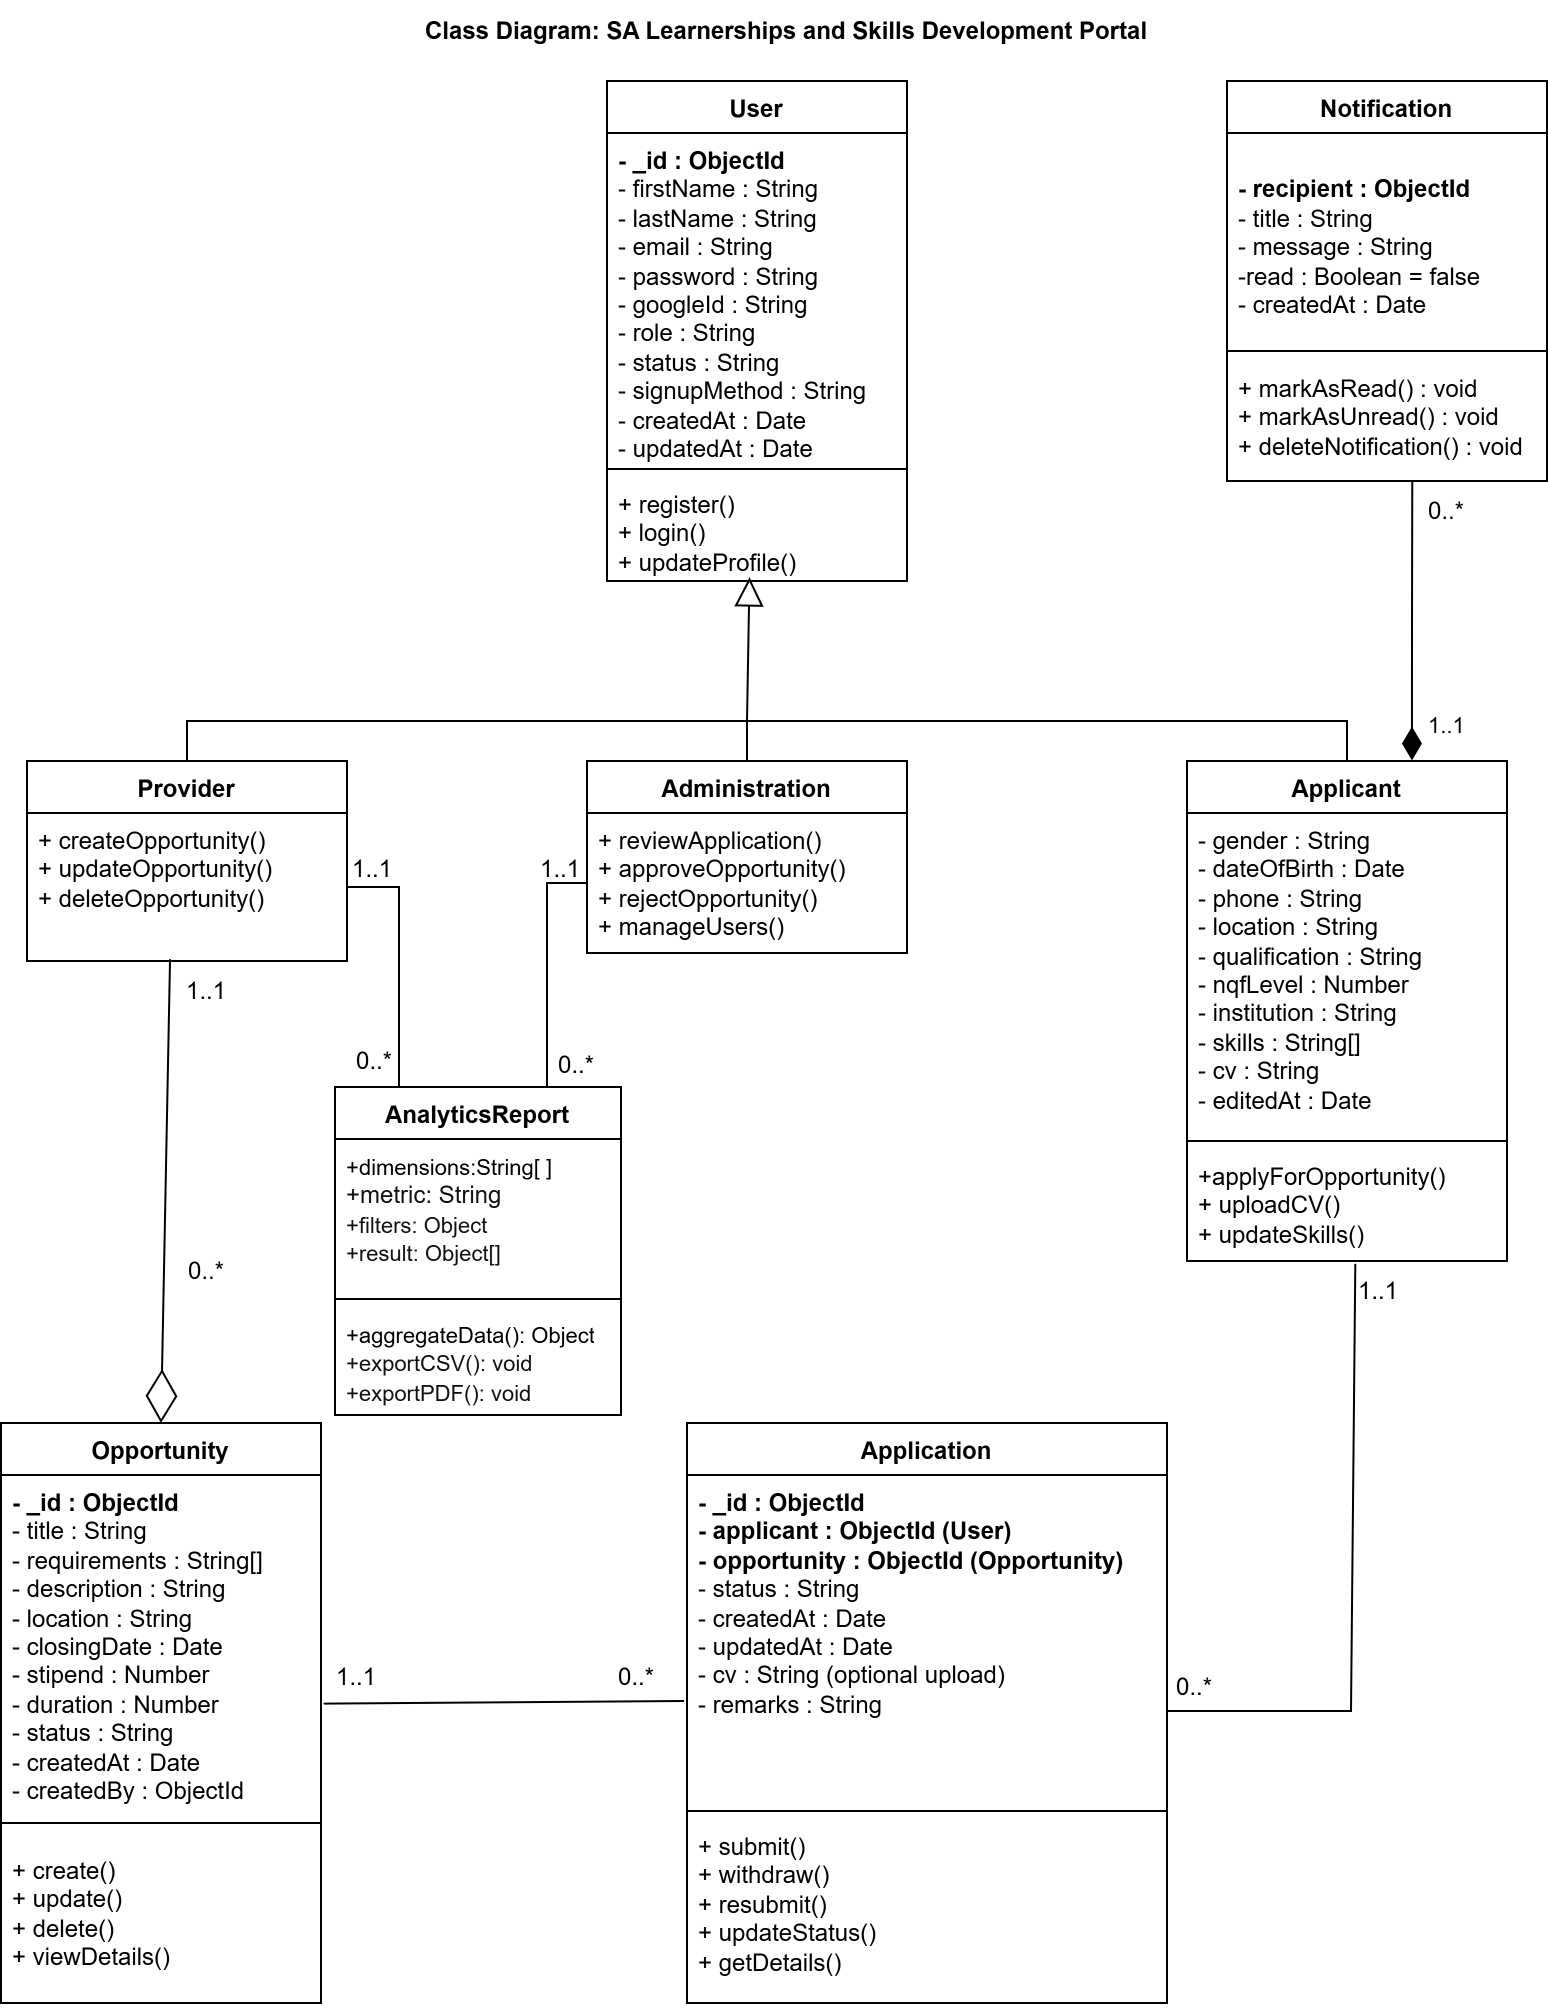 Class Diagram: SA Learnerships and Skills Development Portal
User
- _id : ObjectId
- firstName : String
- lastName : String
- email : String
- password : String
- googleId : String
- role : String
- status : String
- signupMethod : String
- createdAt : Date
- updatedAt : Date
+ register()
+ login()
+ updateProfile()
Notification
- recipient : ObjectId
- title : String
- message : String
-read : Boolean = false
- createdAt : Date
+ markAsRead() : void
+ markAsUnread() : void
+ deleteNotification() : void
0..*
1..1
Provider
+ createOpportunity()
+ updateOpportunity()
+ deleteOpportunity()
1..1
1..1
Administration
+ reviewApplication()
+ approveOpportunity()
+ rejectOpportunity()
+ manageUsers()
Applicant
- gender : String
- dateOfBirth : Date
- phone : String
- location : String
- qualification : String
- nqfLevel : Number
- institution : String
- skills : String[]
- cv : String
- editedAt : Date
+applyForOpportunity()
+ uploadCV()
+ updateSkills()
1..1
1..1
0..*
0..*
0..*
AnalyticsReport
+dimensions:String[ ]
+metric: String
+filters: Object
+result: Object[]
+aggregateData(): Object
+exportCSV(): void
+exportPDF(): void
Opportunity
- _id : ObjectId
- title : String
- requirements : String[]
- description : String
- location : String
- closingDate : Date
- stipend : Number
- duration : Number
- status : String
- createdAt : Date
- createdBy : ObjectId
+ create()
+ update()
+ delete()
+ viewDetails()
1..1
0..*
Application
- _id : ObjectId
- applicant : ObjectId (User)
- opportunity : ObjectId (Opportunity)
- status : String
- createdAt : Date
- updatedAt : Date
- cv : String (optional upload)
- remarks : String
+ submit()
+ withdraw()
+ resubmit()
+ updateStatus()
+ getDetails()
0..*